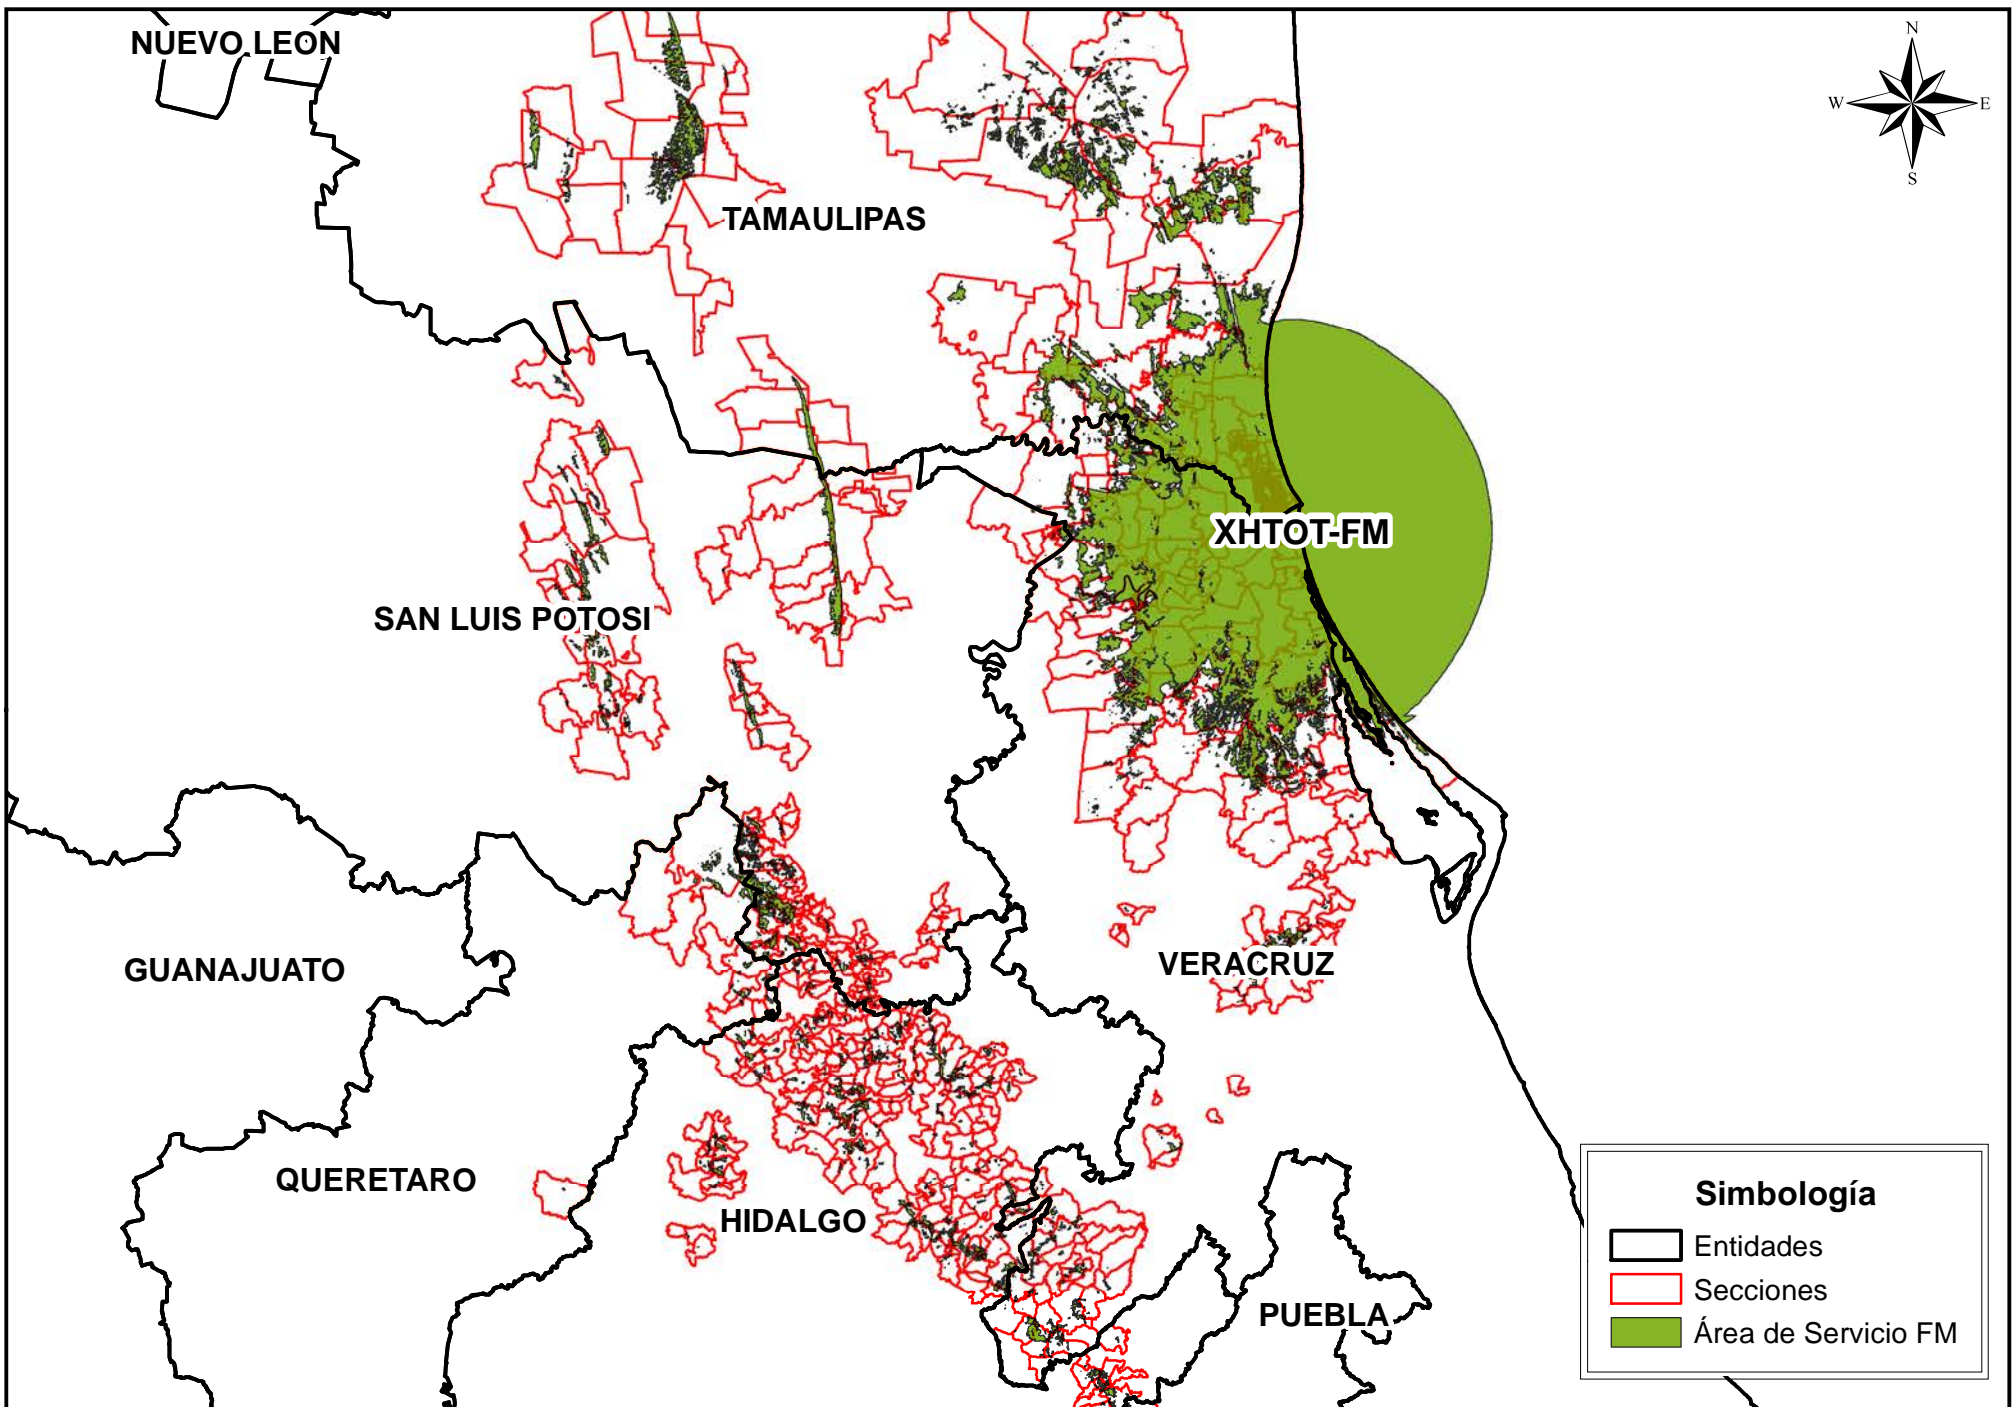 NUEVO LEON
N
W
E
S
TAMAULIPAS
XHTOT-FM
SAN LUIS POTOSI
GUANAJUATO
VERACRUZ
QUERETARO
HIDALGO
PUEBLA
Simbología
Entidades
Secciones
Área de Servicio FM